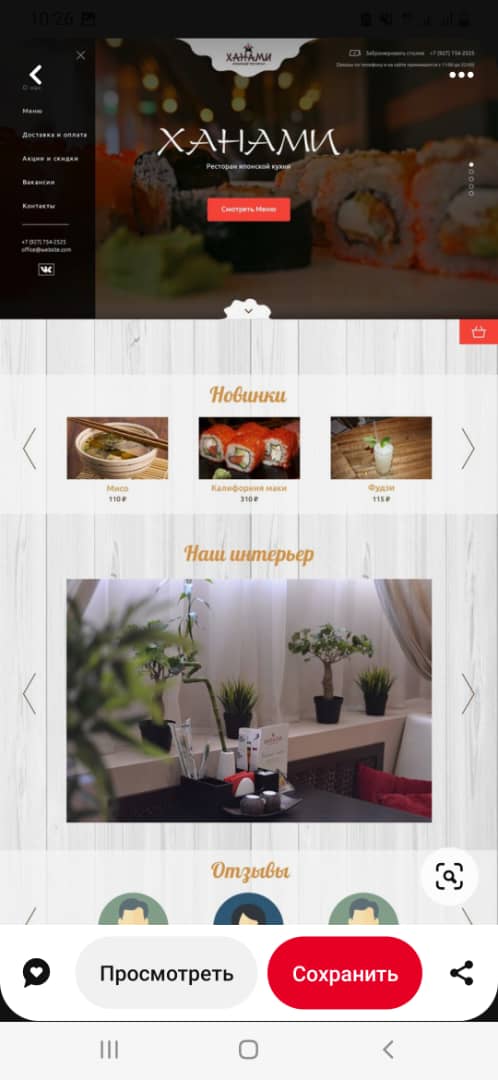 10:26
ХАНАМИ
Забронировать столик +7 (927) 754-2525
Заказы по телефону и на сайте принимаются с 11:00 до 22:00
О нас
Меню
Доставка и оплата
Акции и скидки
Вакансии
Контакты
+7 (927) 754-2525
office@website.com
ХАНАМИ
Ресторан японской кухни
Смотреть Меню
Новинки
Мисо
110 ₽
Калифорния маки
310 ₽
Фудзи
115 ₽
Наш интерьер
Отзывы
Просмотреть
Сохранить